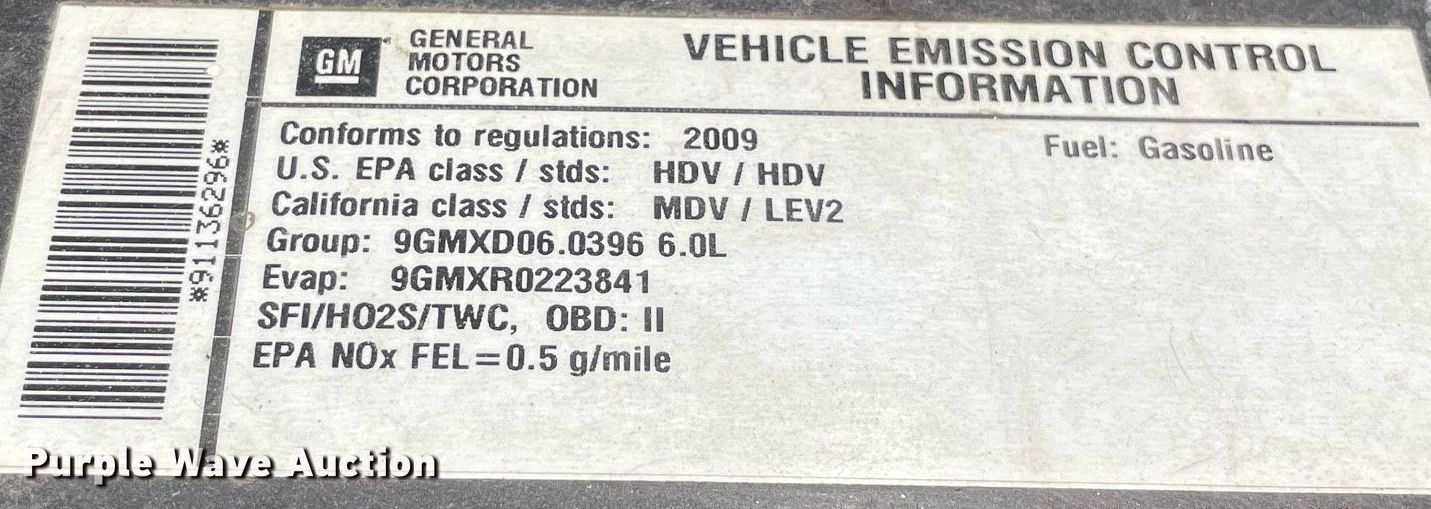 GM
GENERAL
MOTORS
CORPORATION
VEHICLE EMISSION CONTROL
INFORMATION
Conforms to regulations: 2009
Fuel: Gasoline
U.S. EPA class / stds: HDV / HDV
California class / stds: MDV / LEV2
Group: 9GMXD06.0396 6.0L
Evap: 9GMXR0223841
SFI/HO2S/TWC, OBD: II
EPA NOx FEL=0.5 g/mile
*91136296*
Purple Wave Auction